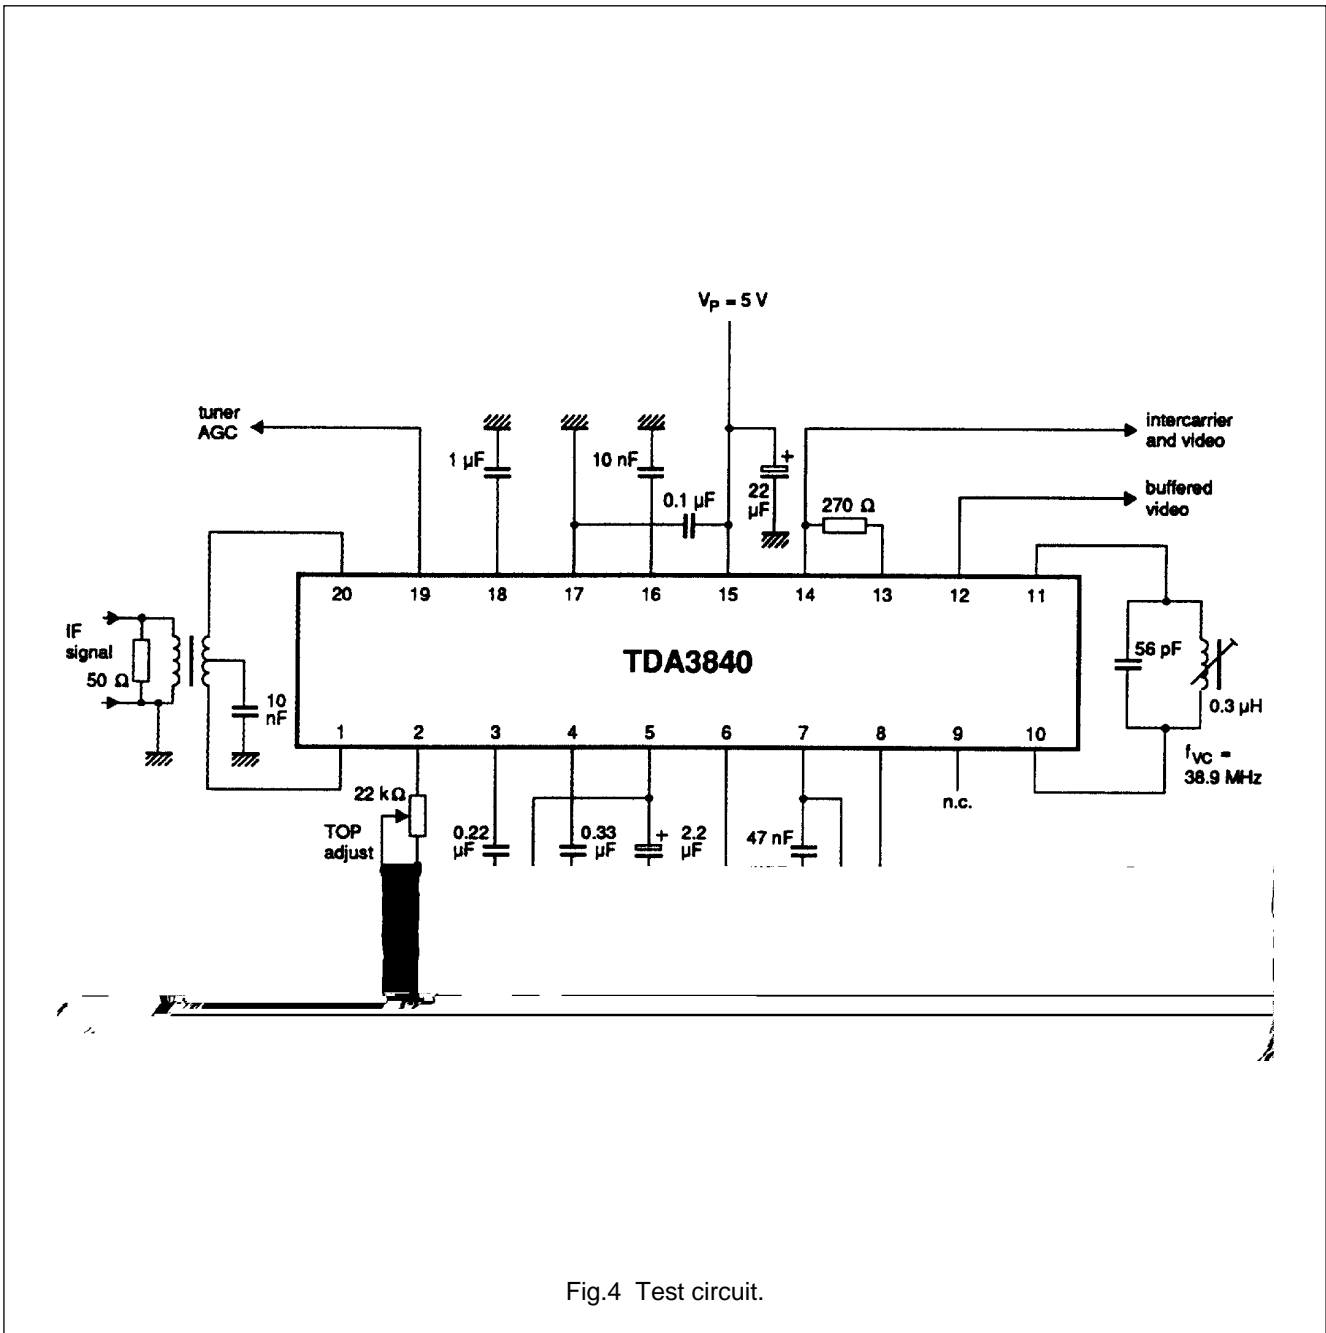 V_P = 5 V
tuner
AGC
intercarrier
and video
1 µF
10 nF
+
22
µF
0.1 µF
270 Ω
buffered
video
20 19 18 17 16 15 14 13 12 11
IF
signal
50 Ω
10
nF
TDA3840
56 pF
0.3 µH
1 2 3 4 5 6 7 8 9 10
f_VC =
38.9 MHz
22 kΩ
TOP
adjust
0.22
µF
0.33
µF
+
2.2
µF
47 nF
n.c.
Fig.4 Test circuit.